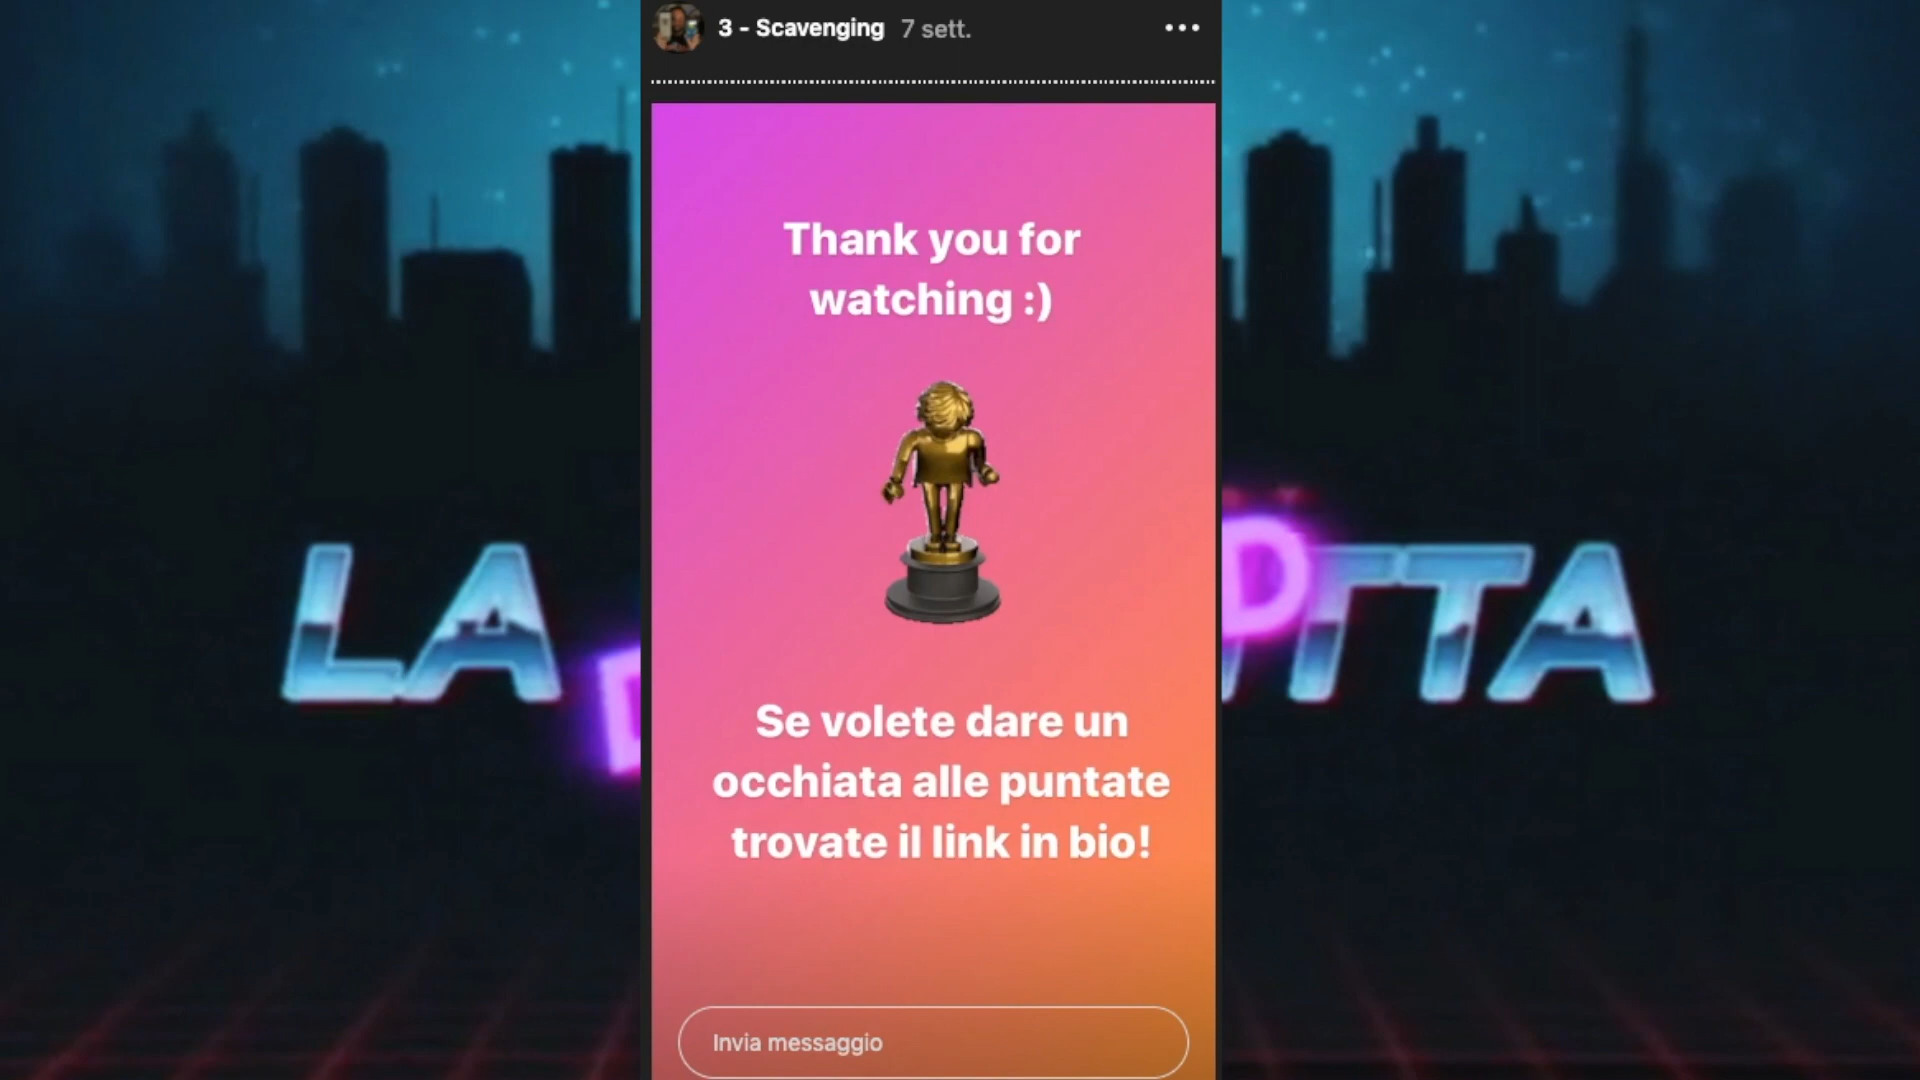 3 - Scavenging 7 sett.
Thank you for
watching :)
LA
TTA
Se volete dare un
occhiata alle puntate
trovate il link in bio!
Invia messaggio